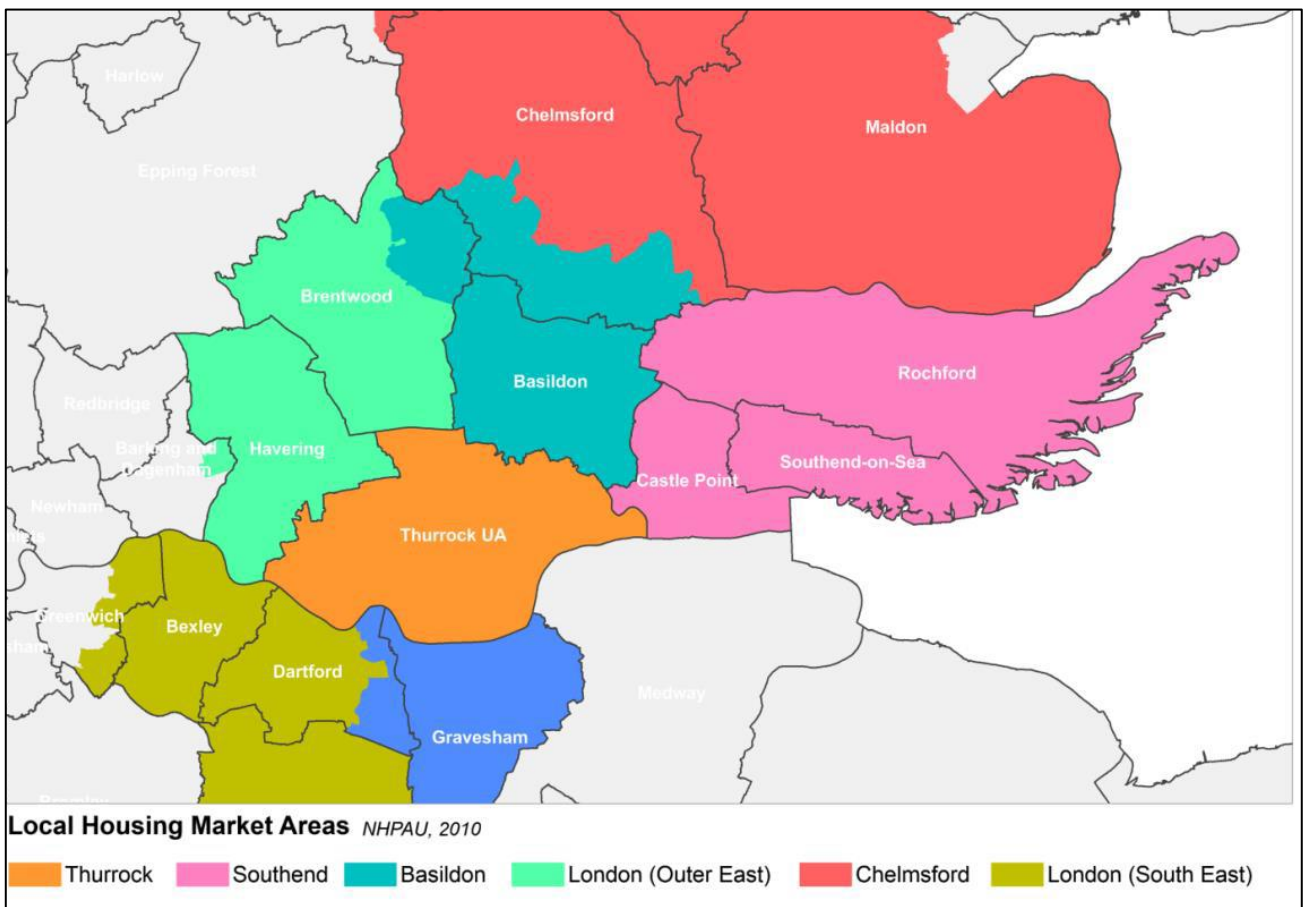 Harlow
Chelmsford
Maldon
Epping Forest
Brentwood
Rochford
Basildon
Redbridge
Barking and
Dagenham
Havering
Southend-on-Sea
Castle Point
Newham
Thurrock UA
Greenwich
Bexley
Dartford
Medway
Gravesham
Bromley
Local Housing Market Areas NHPAU, 2010
Thurrock
Southend
Basildon
London (Outer East)
Chelmsford
London (South East)